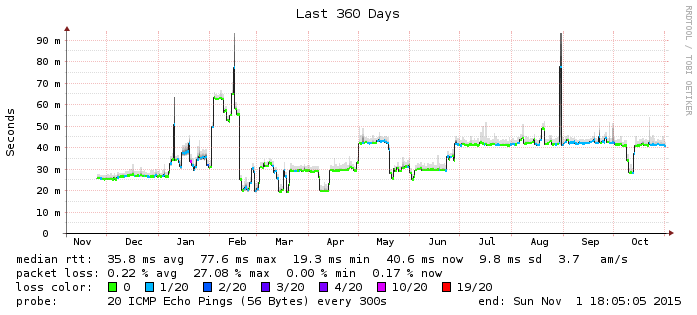 Last 360 Days
RRDTOOL / TOBI OETIKER
Seconds
90 m
80 m
70 m
60 m
50 m
40 m
30 m
20 m
10 m
0
Nov Dec Jan Feb Mar Apr May Jun Jul Aug Sep Oct
median rtt: 35.8 ms avg 77.6 ms max 19.3 ms min 40.6 ms now 9.8 ms sd 3.7 am/s
packet loss: 0.22 % avg 27.08 % max 0.00 % min 0.17 % now
loss color: 0 1/20 2/20 3/20 4/20 10/20 19/20
probe: 20 ICMP Echo Pings (56 Bytes) every 300s end: Sun Nov 1 18:05:05 2015